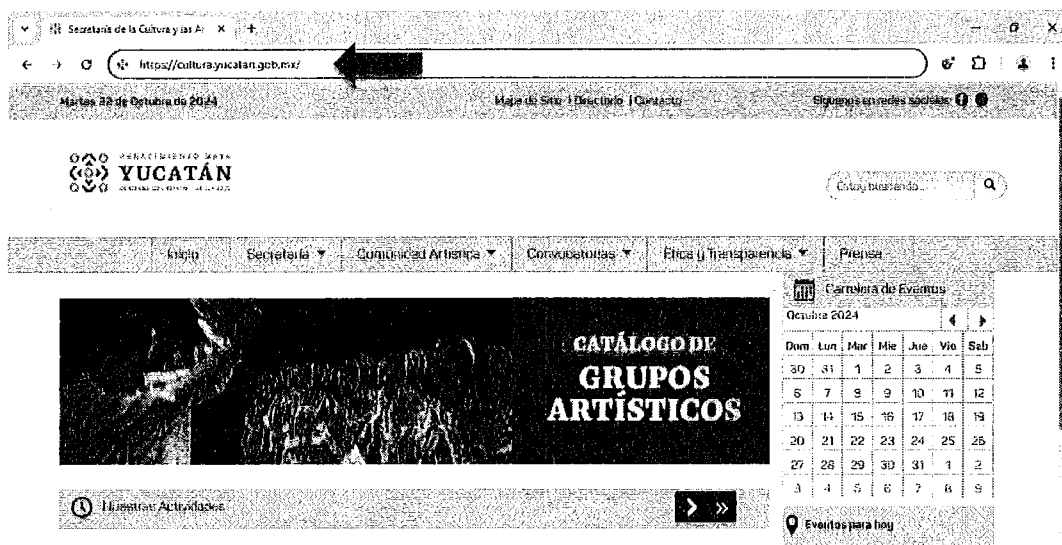 Secretaría de la Cultura y las Ar
https://cultura.yucatan.gob.mx/
Martes 22 de Octubre de 2024
Mapa de Sitio | Directorio | Contacto
Síguenos en redes sociales:
RENACIMIENTO MAYA
YUCATÁN
Estoy buscando...
Inicio
Secretaría
Comunidad Artística
Convocatorias
Ética y Transparencia
Prensa
CATÁLOGO DE
GRUPOS
ARTÍSTICOS
Cartelera de Eventos
Octubre 2024
Dom Lun Mar Mie Jue Vie Sab
30 31 1 2 3 4 5
6 7 8 9 10 11 12
13 14 15 16 17 18 19
20 21 22 23 24 25 26
27 28 29 30 31 1 2
3 4 5 6 7 8 9
Nuestras Actividades
Eventos para hoy